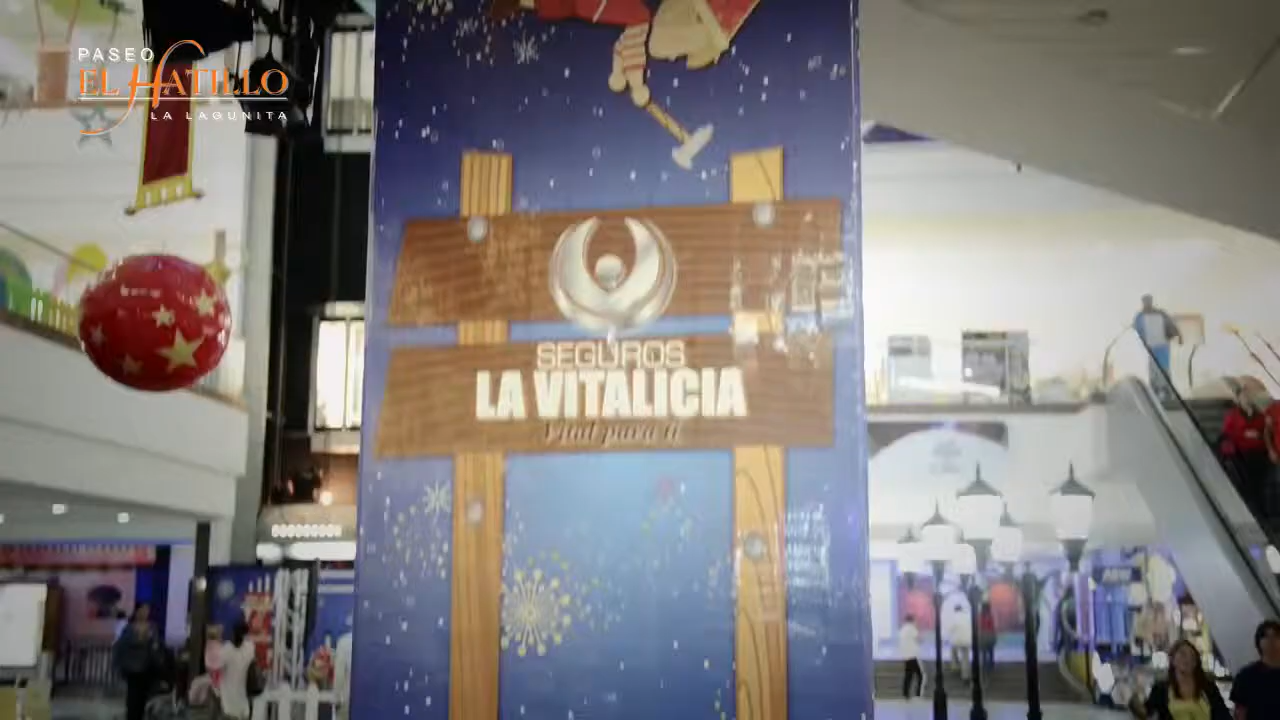 PASEO
EL HATILLO
LA LAGUNITA
SEGUROS
LA VITALICIA
Vital para ti